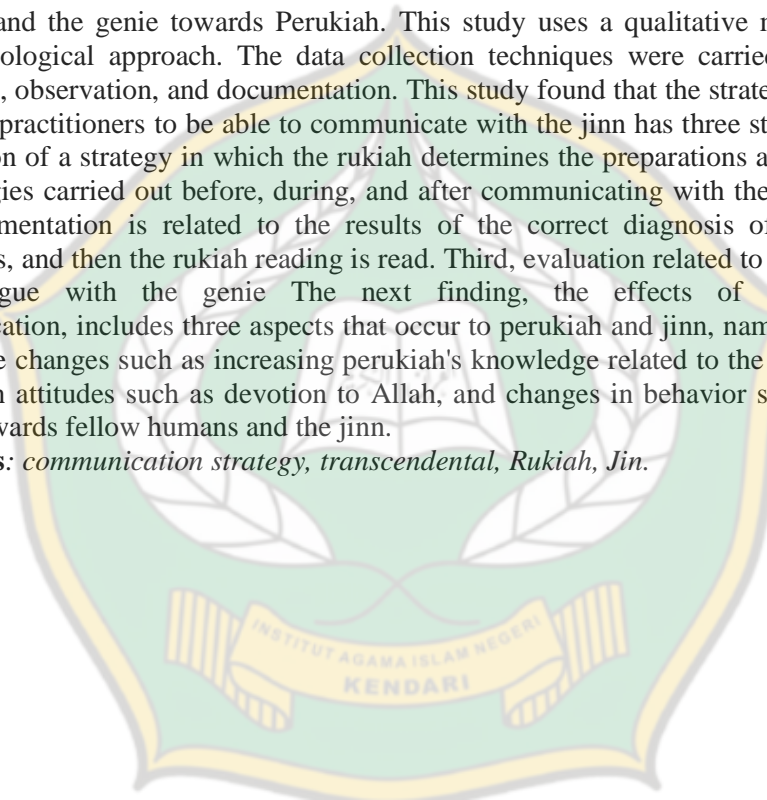 and the genie towards Perukiah. This study uses a qualitative
ological approach. The data collection techniques were carried
, observation, and documentation. This study found that the strate
practitioners to be able to communicate with the jinn has three st
on of a strategy in which the rukiah determines the preparations a
gies carried out before, during, and after communicating with the
mentation is related to the results of the correct diagnosis of
s, and then the rukiah reading is read. Third, evaluation related to
gue with the genie The next finding, the effects of
cation, includes three aspects that occur to perukiah and jinn, nam
e changes such as increasing perukiah's knowledge related to the
n attitudes such as devotion to Allah, and changes in behavior s
wards fellow humans and the jinn.
s: communication strategy, transcendental, Rukiah, Jin.
INSTITUT AGAMA ISLAM NEGERI
KENDARI